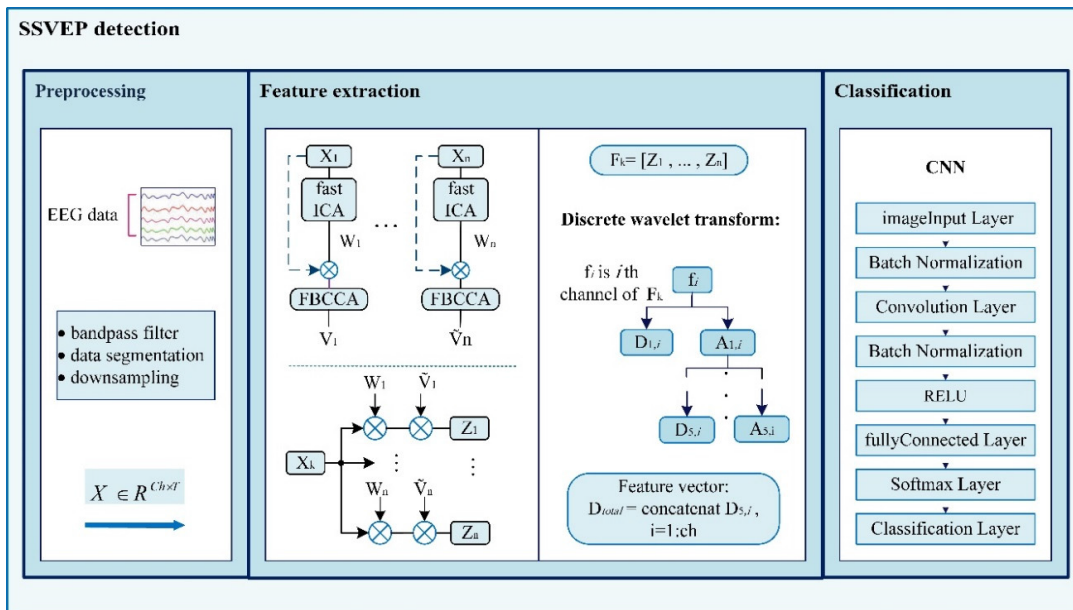 SSVEP detection
Preprocessing
EEG data
• bandpass filter
• data segmentation
• downsampling
X ∈ R^{Ch×T}
Feature extraction
X₁
Xₙ
fast
ICA
fast
ICA
...
W₁
Wₙ
FBCCA
FBCCA
V₁
Ṽn
W₁
Ṽ₁
Z₁
Xₖ
Wₙ
Ṽₙ
Zₙ
Fₖ= [Z₁ , ... , Zₙ]
Discrete wavelet transform:
fᵢ is i th
channel of Fₖ
fᵢ
D₁,ᵢ
A₁,ᵢ
D₅,ᵢ
A₅,ᵢ
Feature vector:
D_{total} = concatenat D₅,ᵢ ,
i=1:ch
Classification
CNN
imageInput Layer
Batch Normalization
Convolution Layer
Batch Normalization
RELU
fullyConnected Layer
Softmax Layer
Classification Layer